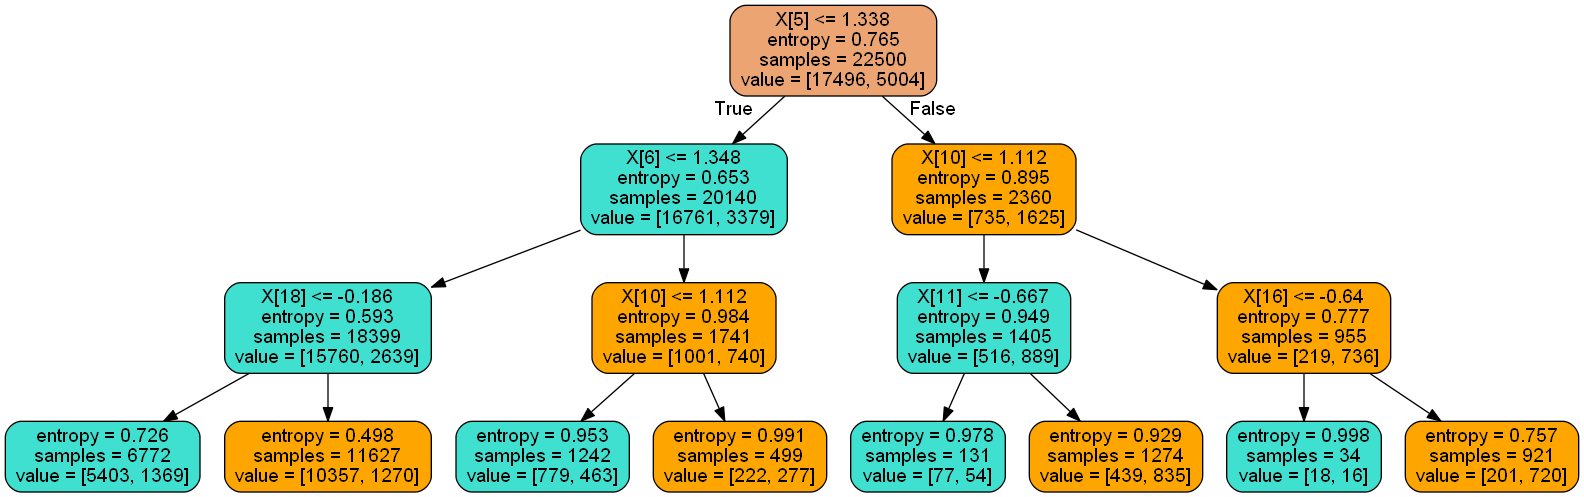 X[5] <= 1.338
entropy = 0.765
samples = 22500
value = [17496, 5004]
True
False
X[6] <= 1.348
entropy = 0.653
samples = 20140
value = [16761, 3379]
X[10] <= 1.112
entropy = 0.895
samples = 2360
value = [735, 1625]
X[18] <= -0.186
entropy = 0.593
samples = 18399
value = [15760, 2639]
X[10] <= 1.112
entropy = 0.984
samples = 1741
value = [1001, 740]
X[11] <= -0.667
entropy = 0.949
samples = 1405
value = [516, 889]
X[16] <= -0.64
entropy = 0.777
samples = 955
value = [219, 736]
entropy = 0.726
samples = 6772
value = [5403, 1369]
entropy = 0.498
samples = 11627
value = [10357, 1270]
entropy = 0.953
samples = 1242
value = [779, 463]
entropy = 0.991
samples = 499
value = [222, 277]
entropy = 0.978
samples = 131
value = [77, 54]
entropy = 0.929
samples = 1274
value = [439, 835]
entropy = 0.998
samples = 34
value = [18, 16]
entropy = 0.757
samples = 921
value = [201, 720]